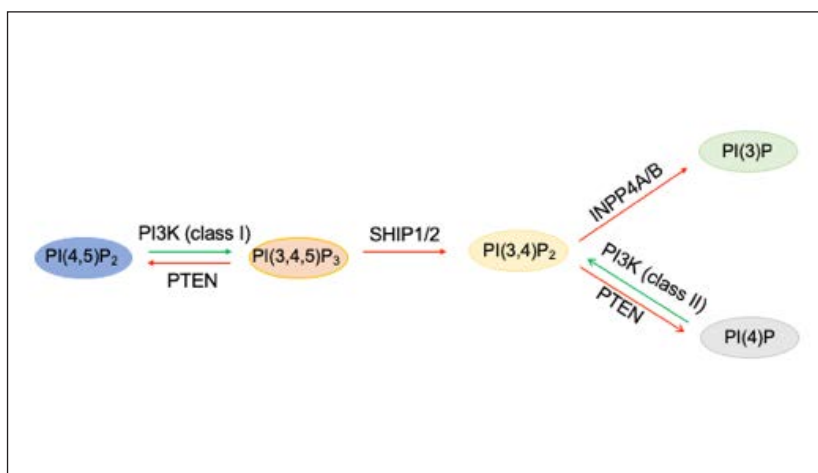 PI(3)P
INPP4A/B
PI3K (class I)
SHIP1/2
PI(4,5)P₂
PI(3,4,5)P₃
PI(3,4)P₂
PTEN
PI3K (class II)
PTEN
PI(4)P